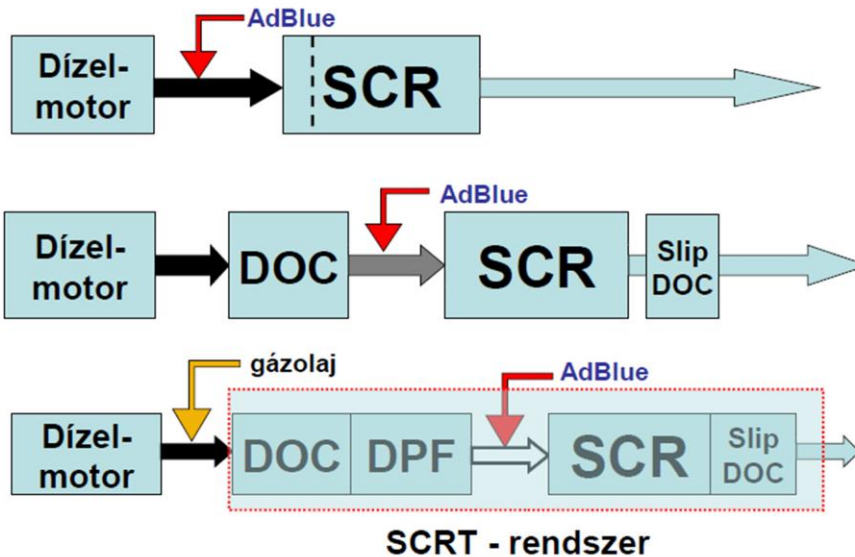 AdBlue
Dízel-
motor
SCR
AdBlue
Dízel-
motor
DOC
SCR
Slip
DOC
gázolaj
AdBlue
Dízel-
motor
DOC
DPF
SCR
Slip
DOC
SCRT - rendszer